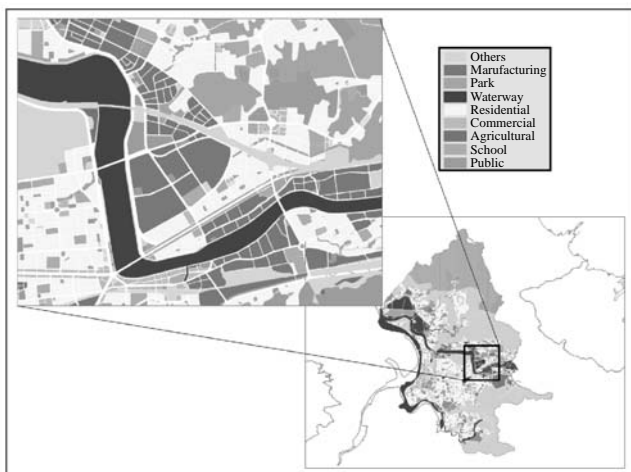 Others
Manufacturing
Park
Waterway
Residential
Commercial
Agricultural
School
Public